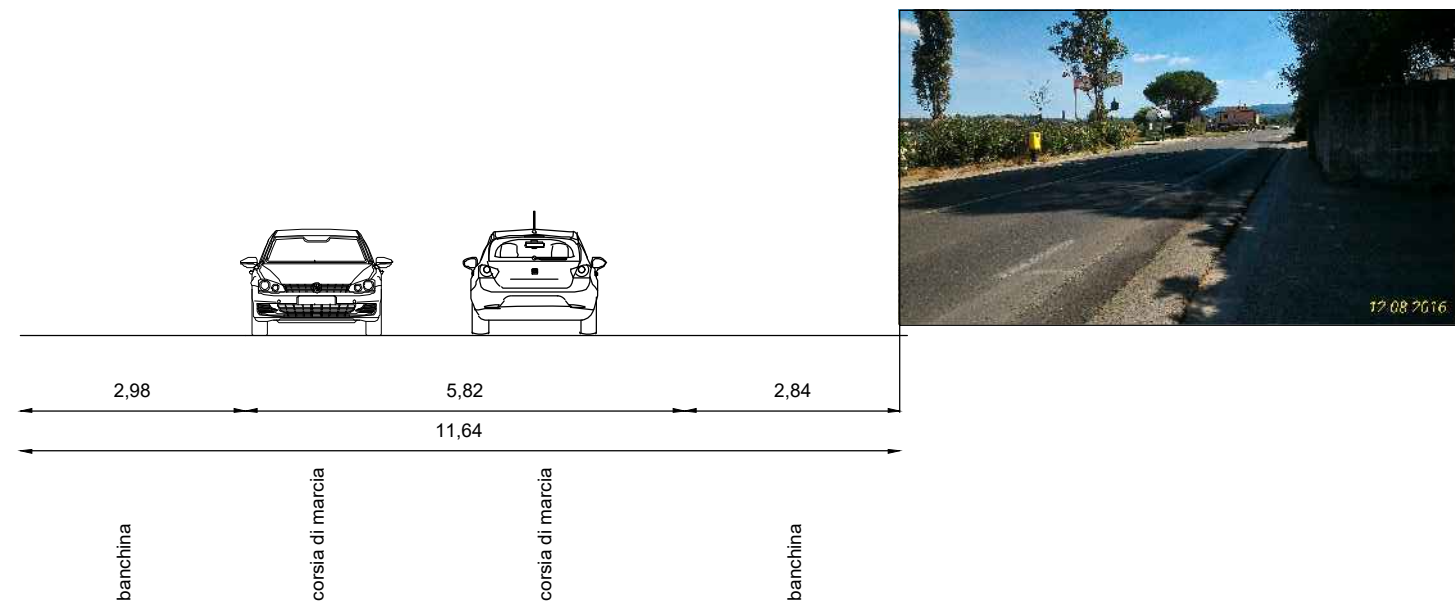 12 08 2016
2,98
5,82
2,84
11,64
banchina
corsia di marcia
corsia di marcia
banchina